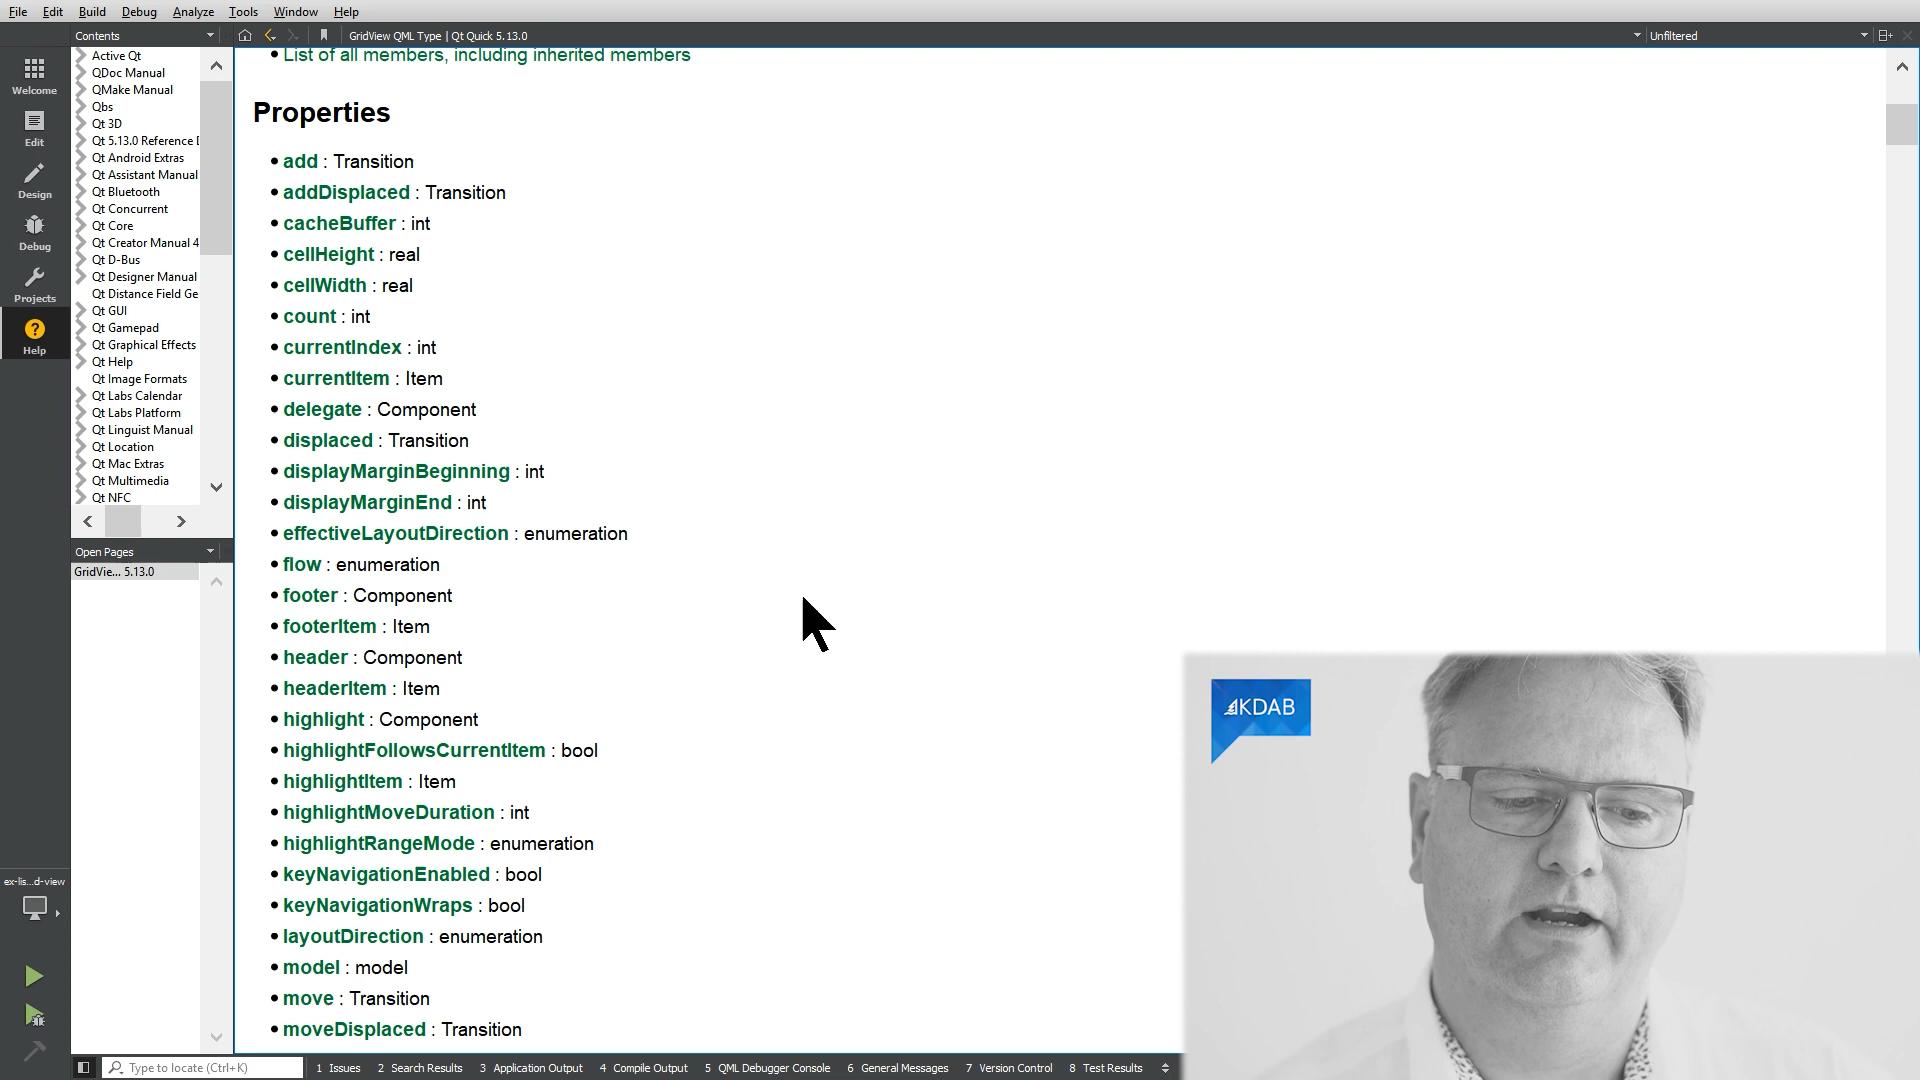 File Edit Build Debug Analyze Tools Window Help
Contents
GridView QML Type | Qt Quick 5.13.0
Unfiltered
Welcome
Edit
Design
Debug
Projects
Help
Active Qt
QDoc Manual
QMake Manual
Qbs
Qt 3D
Qt 5.13.0 Reference
Qt Android Extras
Qt Assistant Manual
Qt Bluetooth
Qt Concurrent
Qt Core
Qt Creator Manual 4
Qt D-Bus
Qt Designer Manual
Qt Distance Field Ge
Qt GUI
Qt Gamepad
Qt Graphical Effects
Qt Help
Qt Image Formats
Qt Labs Calendar
Qt Labs Platform
Qt Linguist Manual
Qt Location
Qt Mac Extras
Qt Multimedia
Qt NFC
Open Pages
GridVie... 5.13.0
• List of all members, including inherited members
Properties
• add : Transition
• addDisplaced : Transition
• cacheBuffer : int
• cellHeight : real
• cellWidth : real
• count : int
• currentIndex : int
• currentItem : Item
• delegate : Component
• displaced : Transition
• displayMarginBeginning : int
• displayMarginEnd : int
• effectiveLayoutDirection : enumeration
• flow : enumeration
• footer : Component
• footerItem : Item
• header : Component
• headerItem : Item
• highlight : Component
• highlightFollowsCurrentItem : bool
• highlightItem : Item
• highlightMoveDuration : int
• highlightRangeMode : enumeration
• keyNavigationEnabled : bool
• keyNavigationWraps : bool
• layoutDirection : enumeration
• model : model
• move : Transition
• moveDisplaced : Transition
KDAB
ex-lis...d-view
Type to locate (Ctrl+K)
1 Issues 2 Search Results 3 Application Output 4 Compile Output 5 QML Debugger Console 6 General Messages 7 Version Control 8 Test Results